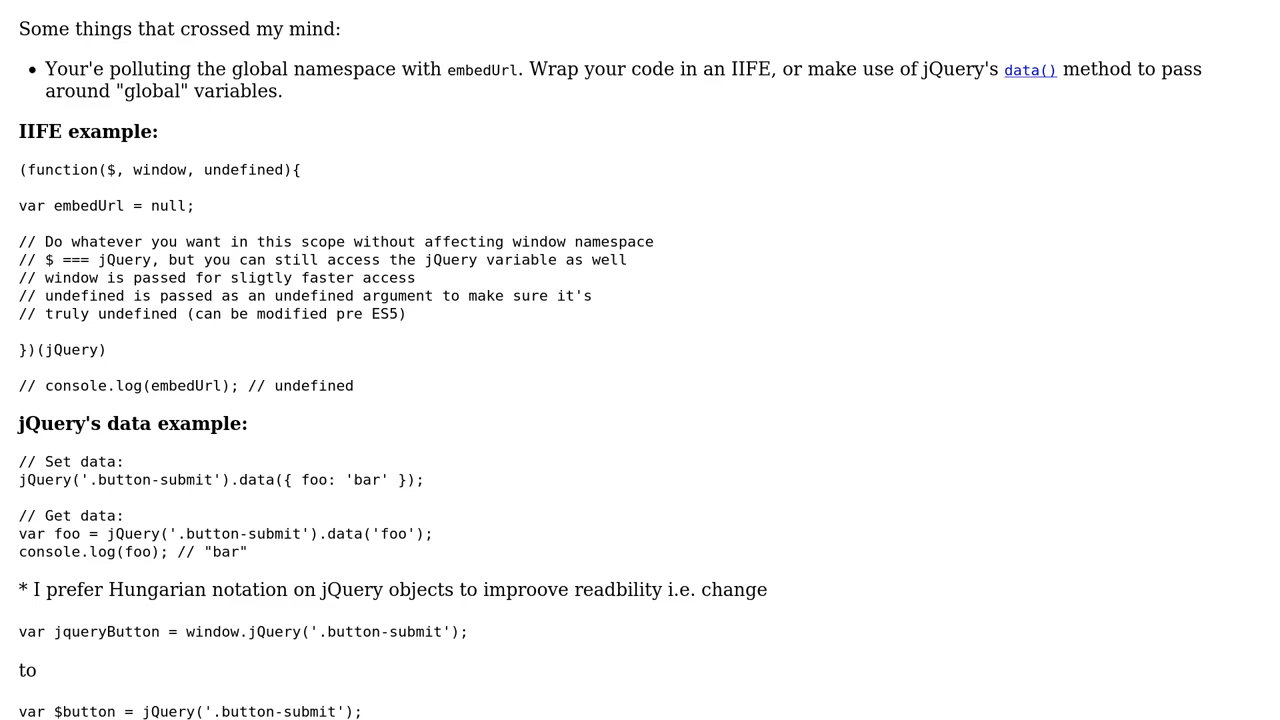 Some things that crossed my mind:
• Your'e polluting the global namespace with embedUrl. Wrap your code in an IIFE, or make use of jQuery's data() method to pass
around "global" variables.
IIFE example:
(function($, window, undefined){
var embedUrl = null;
// Do whatever you want in this scope without affecting window namespace
// $ === jQuery, but you can still access the jQuery variable as well
// window is passed for sligtly faster access
// undefined is passed as an undefined argument to make sure it's
// truly undefined (can be modified pre ES5)
})(jQuery)
// console.log(embedUrl); // undefined
jQuery's data example:
// Set data:
jQuery('.button-submit').data({ foo: 'bar' });
// Get data:
var foo = jQuery('.button-submit').data('foo');
console.log(foo); // "bar"
* I prefer Hungarian notation on jQuery objects to improove readbility i.e. change
var jqueryButton = window.jQuery('.button-submit');
to
var $button = jQuery('.button-submit');